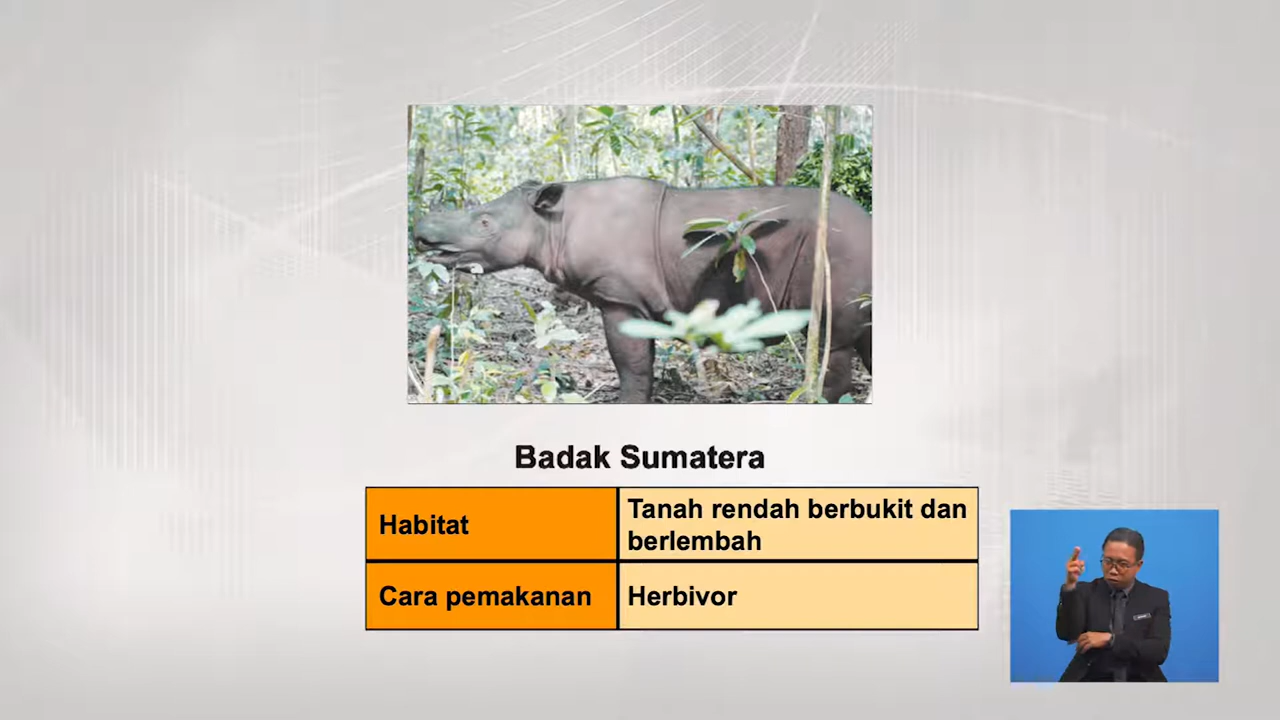 Badak Sumatera
Habitat
Tanah rendah berbukit dan
berlembah
Cara pemakanan
Herbivor